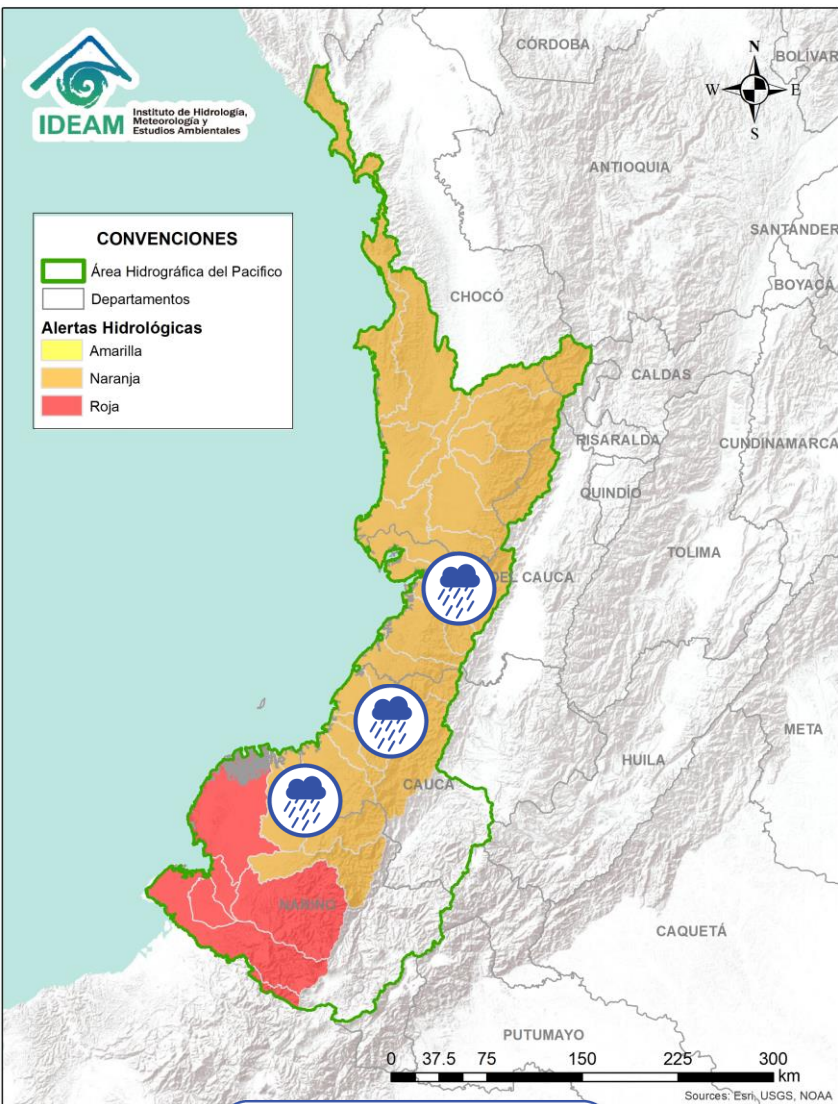 IDEAM
Instituto de Hidrología,
Meteorología y
Estudios Ambientales
N
W
E
S
CÓRDOBA
BOLÍVAR
ANTIOQUIA
SANTANDER
BOYACÁ
CHOCÓ
CALDAS
RISARALDA
CUNDINAMARCA
QUINDÍO
TOLIMA
DEL CAUCA
META
HUILA
CAUCA
NARIÑO
CAQUETÁ
PUTUMAYO
CONVENCIONES
Área Hidrográfica del Pacifico
Departamentos
Alertas Hidrológicas
Amarilla
Naranja
Roja
0 37.5 75 150 225 300
km
Sources: Esri, USGS, NOAA